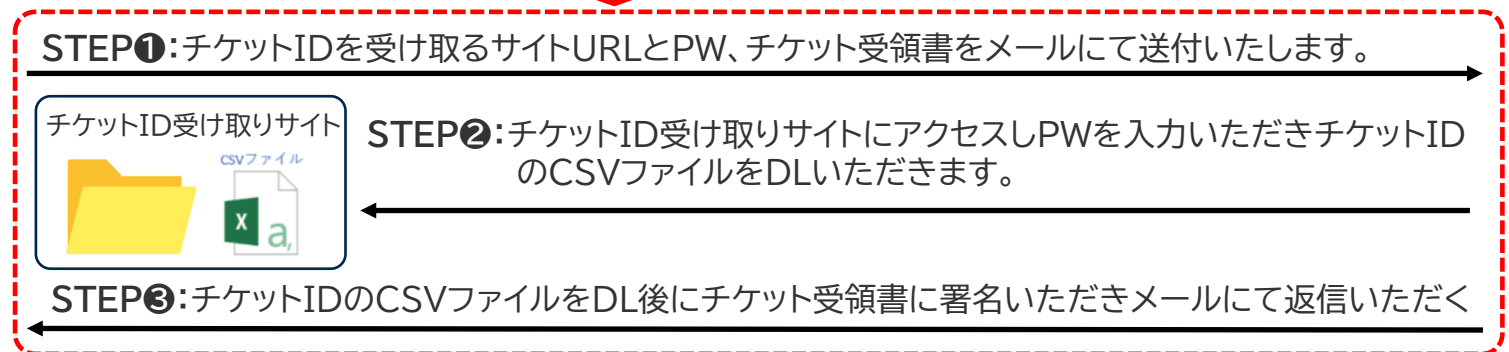 STEP❶：チケットIDを受け取るサイトURLとPW、チケット受領書をメールにて送付いたします。
チケットID受け取りサイト
CSVファイル
X
a,
STEP❷：チケットID受け取りサイトにアクセスしPWを入力いただきチケットID
のCSVファイルをDLいただきます。
STEP❸：チケットIDのCSVファイルをDL後にチケット受領書に署名いただきメールにて返信いただく